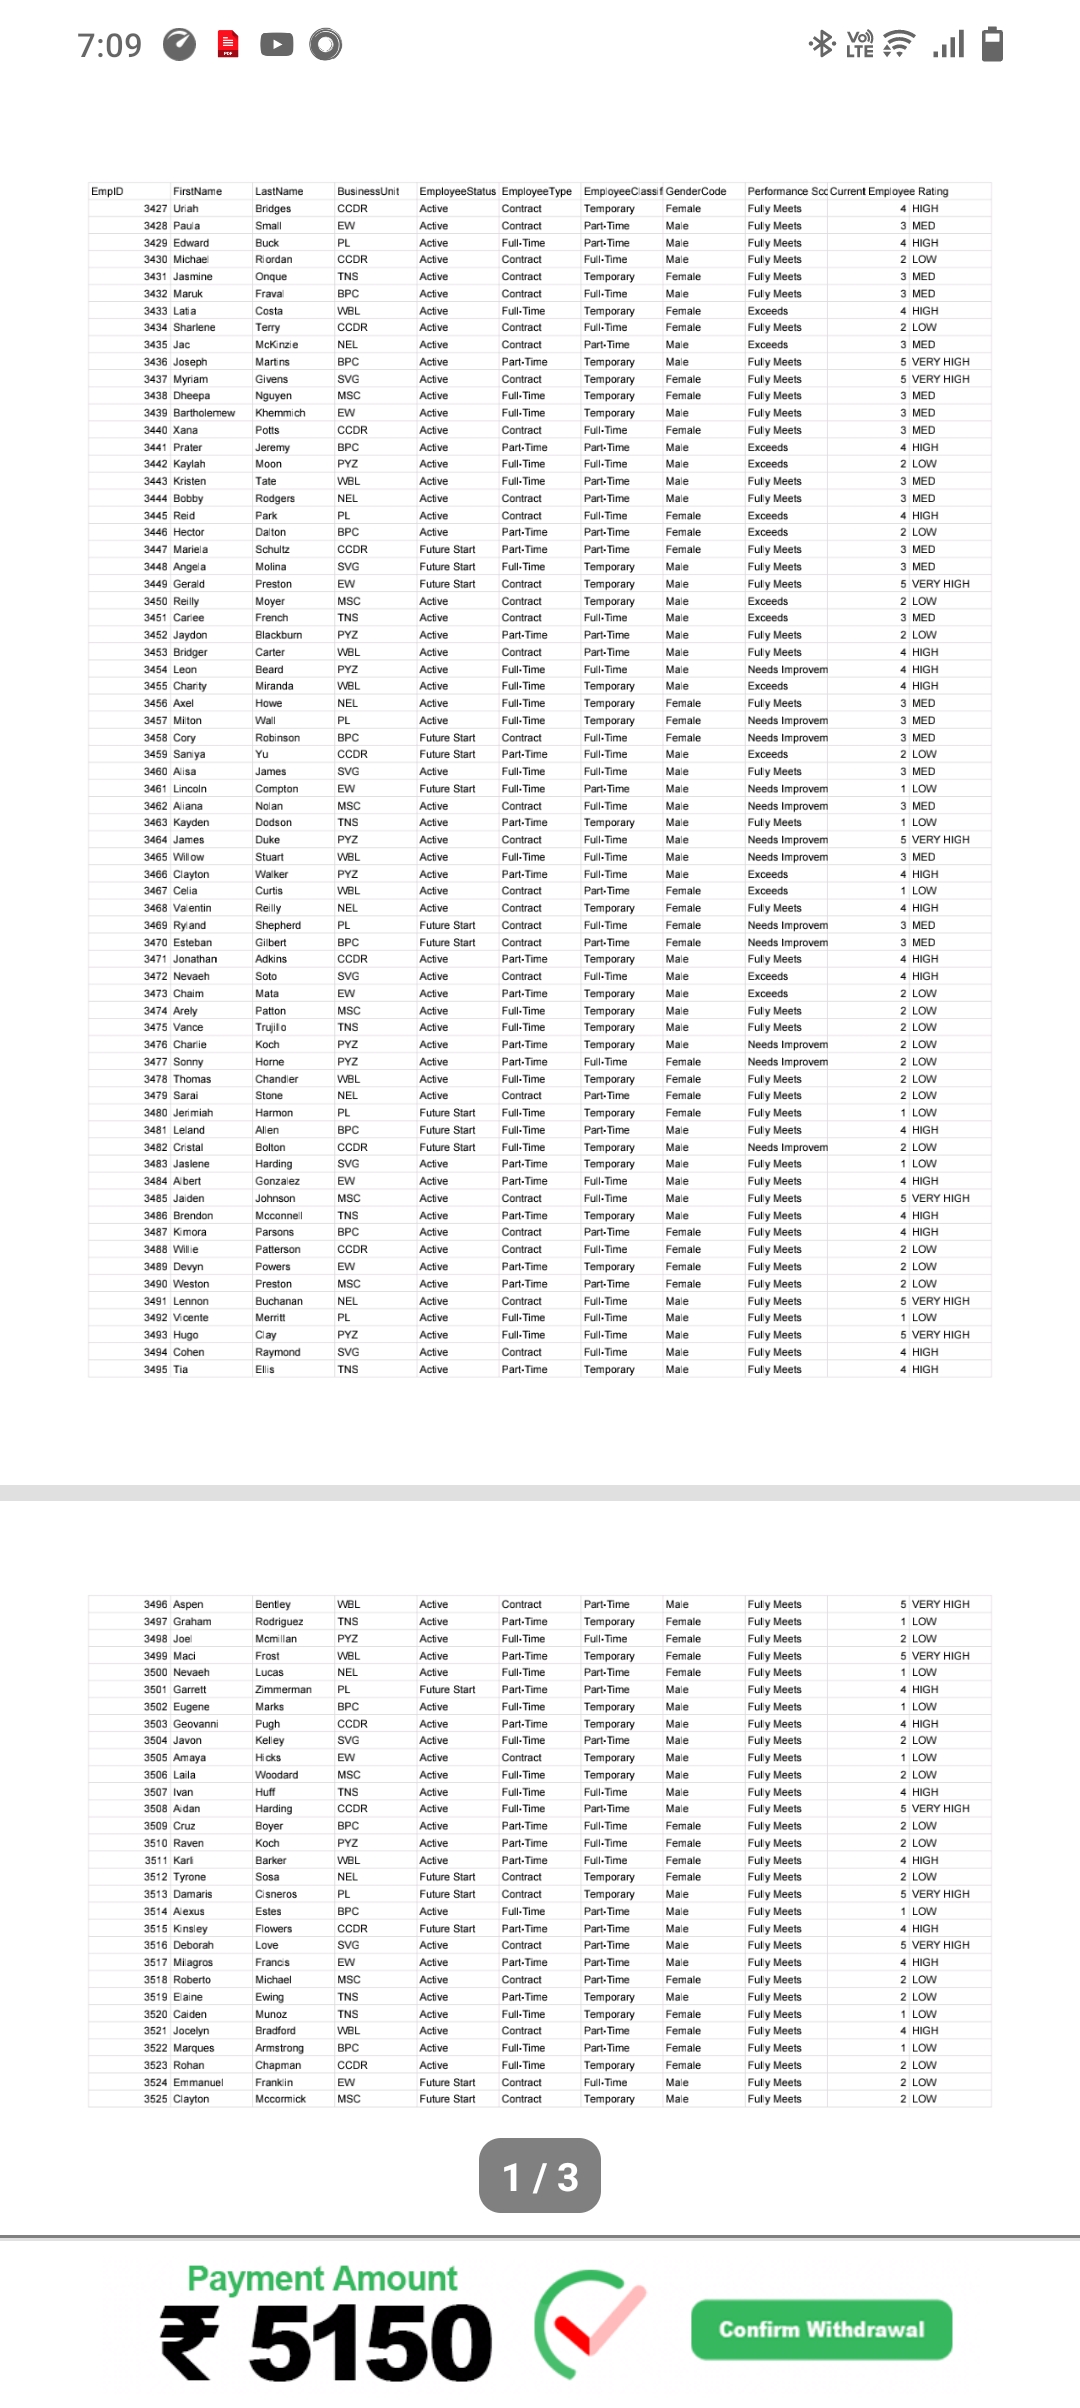 7:09 Vo)) LTE
EmpID FirstName LastName BusinessUnit EmployeeStatus EmployeeType EmployeeClassif GenderCode Performance Sco Current Employee Rating
3427 Uriah Bridges CCDR Active Contract Temporary Female Fully Meets 4 HIGH
3428 Paula Small EW Active Contract Part-Time Male Fully Meets 3 MED
3429 Edward Buck PL Active Full-Time Part-Time Male Fully Meets 4 HIGH
3430 Michael Riordan CCDR Active Contract Full-Time Male Fully Meets 2 LOW
3431 Jasmine Onque TNS Active Contract Temporary Female Fully Meets 3 MED
3432 Maruk Fraval BPC Active Contract Full-Time Male Fully Meets 3 MED
3433 Latia Costa WBL Active Full-Time Temporary Female Exceeds 4 HIGH
3434 Sharlene Terry CCDR Active Contract Full-Time Female Fully Meets 2 LOW
3435 Jac McKinzie NEL Active Contract Part-Time Male Exceeds 3 MED
3436 Joseph Martins BPC Active Part-Time Temporary Male Fully Meets 5 VERY HIGH
3437 Myriam Givens SVG Active Contract Temporary Female Fully Meets 5 VERY HIGH
3438 Dheepa Nguyen MSC Active Full-Time Temporary Female Fully Meets 3 MED
3439 Bartholemew Khemmich EW Active Full-Time Temporary Male Fully Meets 3 MED
3440 Xana Potts CCDR Active Contract Full-Time Female Fully Meets 3 MED
3441 Prater Jeremy BPC Active Part-Time Part-Time Male Exceeds 4 HIGH
3442 Kaylah Moon PYZ Active Full-Time Full-Time Male Exceeds 2 LOW
3443 Kristen Tate WBL Active Full-Time Part-Time Male Fully Meets 3 MED
3444 Bobby Rodgers NEL Active Contract Part-Time Male Fully Meets 3 MED
3445 Reid Park PL Active Contract Full-Time Female Exceeds 4 HIGH
3446 Hector Dalton BPC Active Part-Time Part-Time Female Exceeds 2 LOW
3447 Mariela Schultz CCDR Future Start Part-Time Part-Time Female Fully Meets 3 MED
3448 Angela Molina SVG Future Start Full-Time Temporary Male Fully Meets 3 MED
3449 Gerald Preston EW Future Start Contract Temporary Male Fully Meets 5 VERY HIGH
3450 Reilly Moyer MSC Active Contract Temporary Male Exceeds 2 LOW
3451 Carlee French TNS Active Contract Full-Time Male Exceeds 3 MED
3452 Jaydon Blackburn PYZ Active Part-Time Part-Time Male Fully Meets 2 LOW
3453 Bridger Carter WBL Active Contract Part-Time Male Fully Meets 4 HIGH
3454 Leon Beard PYZ Active Full-Time Full-Time Male Needs Improvem 4 HIGH
3455 Charity Miranda WBL Active Full-Time Temporary Male Exceeds 4 HIGH
3456 Axel Howe NEL Active Full-Time Temporary Female Fully Meets 3 MED
3457 Milton Wall PL Active Full-Time Temporary Female Needs Improvem 3 MED
3458 Cory Robinson BPC Future Start Contract Full-Time Female Needs Improvem 3 MED
3459 Saniya Yu CCDR Future Start Part-Time Full-Time Male Exceeds 2 LOW
3460 Alisa James SVG Active Full-Time Full-Time Male Fully Meets 3 MED
3461 Lincoln Compton EW Future Start Full-Time Part-Time Male Needs Improvem 1 LOW
3462 Aliana Nolan MSC Active Contract Full-Time Male Needs Improvem 3 MED
3463 Kayden Dodson TNS Active Part-Time Temporary Male Fully Meets 1 LOW
3464 James Duke PYZ Active Contract Full-Time Male Needs Improvem 5 VERY HIGH
3465 Willow Stuart WBL Active Full-Time Full-Time Male Needs Improvem 3 MED
3466 Clayton Walker PYZ Active Part-Time Full-Time Male Exceeds 4 HIGH
3467 Celia Curtis WBL Active Contract Part-Time Female Exceeds 1 LOW
3468 Valentin Reilly NEL Active Contract Temporary Female Fully Meets 4 HIGH
3469 Ryland Shepherd PL Future Start Contract Full-Time Female Needs Improvem 3 MED
3470 Esteban Gilbert BPC Future Start Contract Part-Time Female Needs Improvem 3 MED
3471 Jonathan Adkins CCDR Active Part-Time Temporary Male Fully Meets 4 HIGH
3472 Nevaeh Soto SVG Active Contract Full-Time Male Exceeds 4 HIGH
3473 Chaim Mata EW Active Part-Time Temporary Male Exceeds 2 LOW
3474 Arely Patton MSC Active Full-Time Temporary Male Fully Meets 2 LOW
3475 Vance Trujillo TNS Active Full-Time Temporary Male Fully Meets 2 LOW
3476 Charlie Koch PYZ Active Part-Time Temporary Male Needs Improvem 2 LOW
3477 Sonny Horne PYZ Active Part-Time Full-Time Female Needs Improvem 2 LOW
3478 Thomas Chandler WBL Active Full-Time Temporary Female Fully Meets 2 LOW
3479 Sarai Stone NEL Active Contract Part-Time Female Fully Meets 2 LOW
3480 Jerimiah Harmon PL Future Start Full-Time Temporary Female Fully Meets 1 LOW
3481 Leland Allen BPC Future Start Full-Time Part-Time Male Fully Meets 4 HIGH
3482 Cristal Bolton CCDR Future Start Full-Time Temporary Male Needs Improvem 2 LOW
3483 Jaslene Harding SVG Active Part-Time Temporary Male Fully Meets 1 LOW
3484 Albert Gonzalez EW Active Part-Time Full-Time Male Fully Meets 4 HIGH
3485 Jaiden Johnson MSC Active Contract Full-Time Male Fully Meets 5 VERY HIGH
3486 Brendon Mcconnell TNS Active Part-Time Temporary Male Fully Meets 4 HIGH
3487 Kimora Parsons BPC Active Contract Part-Time Female Fully Meets 4 HIGH
3488 Willie Patterson CCDR Active Contract Full-Time Female Fully Meets 2 LOW
3489 Devyn Powers EW Active Part-Time Temporary Female Fully Meets 2 LOW
3490 Weston Preston MSC Active Part-Time Part-Time Female Fully Meets 2 LOW
3491 Lennon Buchanan NEL Active Contract Full-Time Male Fully Meets 5 VERY HIGH
3492 Vicente Merritt PL Active Full-Time Full-Time Male Fully Meets 1 LOW
3493 Hugo Clay PYZ Active Full-Time Full-Time Male Fully Meets 5 VERY HIGH
3494 Cohen Raymond SVG Active Contract Full-Time Male Fully Meets 4 HIGH
3495 Tia Ellis TNS Active Part-Time Temporary Male Fully Meets 4 HIGH
3496 Aspen Bentley WBL Active Contract Part-Time Male Fully Meets 5 VERY HIGH
3497 Graham Rodriguez TNS Active Part-Time Temporary Female Fully Meets 1 LOW
3498 Joel Mcmillan PYZ Active Full-Time Full-Time Female Fully Meets 2 LOW
3499 Maci Frost WBL Active Part-Time Temporary Female Fully Meets 5 VERY HIGH
3500 Nevaeh Lucas NEL Active Full-Time Part-Time Female Fully Meets 1 LOW
3501 Garrett Zimmerman PL Future Start Part-Time Part-Time Male Fully Meets 4 HIGH
3502 Eugene Marks BPC Active Full-Time Temporary Male Fully Meets 1 LOW
3503 Geovanni Pugh CCDR Active Part-Time Temporary Male Fully Meets 4 HIGH
3504 Javon Kelley SVG Active Full-Time Part-Time Male Fully Meets 2 LOW
3505 Amaya Hicks EW Active Contract Temporary Male Fully Meets 1 LOW
3506 Laila Woodard MSC Active Full-Time Temporary Male Fully Meets 2 LOW
3507 Ivan Huff TNS Active Full-Time Full-Time Male Fully Meets 4 HIGH
3508 Aidan Harding CCDR Active Full-Time Part-Time Male Fully Meets 5 VERY HIGH
3509 Cruz Boyer BPC Active Part-Time Full-Time Female Fully Meets 2 LOW
3510 Raven Koch PYZ Active Part-Time Full-Time Female Fully Meets 2 LOW
3511 Karli Barker WBL Active Part-Time Full-Time Female Fully Meets 4 HIGH
3512 Tyrone Sosa NEL Future Start Contract Temporary Female Fully Meets 2 LOW
3513 Damaris Cisneros PL Future Start Contract Temporary Male Fully Meets 5 VERY HIGH
3514 Alexus Estes BPC Active Full-Time Part-Time Male Fully Meets 1 LOW
3515 Kinsley Flowers CCDR Future Start Part-Time Part-Time Male Fully Meets 4 HIGH
3516 Deborah Love SVG Active Contract Part-Time Male Fully Meets 5 VERY HIGH
3517 Milagros Francis EW Active Part-Time Part-Time Male Fully Meets 4 HIGH
3518 Roberto Michael MSC Active Contract Part-Time Female Fully Meets 2 LOW
3519 Elaine Ewing TNS Active Part-Time Temporary Male Fully Meets 2 LOW
3520 Caiden Munoz TNS Active Full-Time Temporary Female Fully Meets 1 LOW
3521 Jocelyn Bradford WBL Active Contract Part-Time Female Fully Meets 4 HIGH
3522 Marques Armstrong BPC Active Full-Time Part-Time Female Fully Meets 1 LOW
3523 Rohan Chapman CCDR Active Full-Time Temporary Female Fully Meets 2 LOW
3524 Emmanuel Franklin EW Future Start Contract Full-Time Male Fully Meets 2 LOW
3525 Clayton Mccormick MSC Future Start Contract Temporary Male Fully Meets 2 LOW
1 / 3
Payment Amount
₹ 5150
Confirm Withdrawal